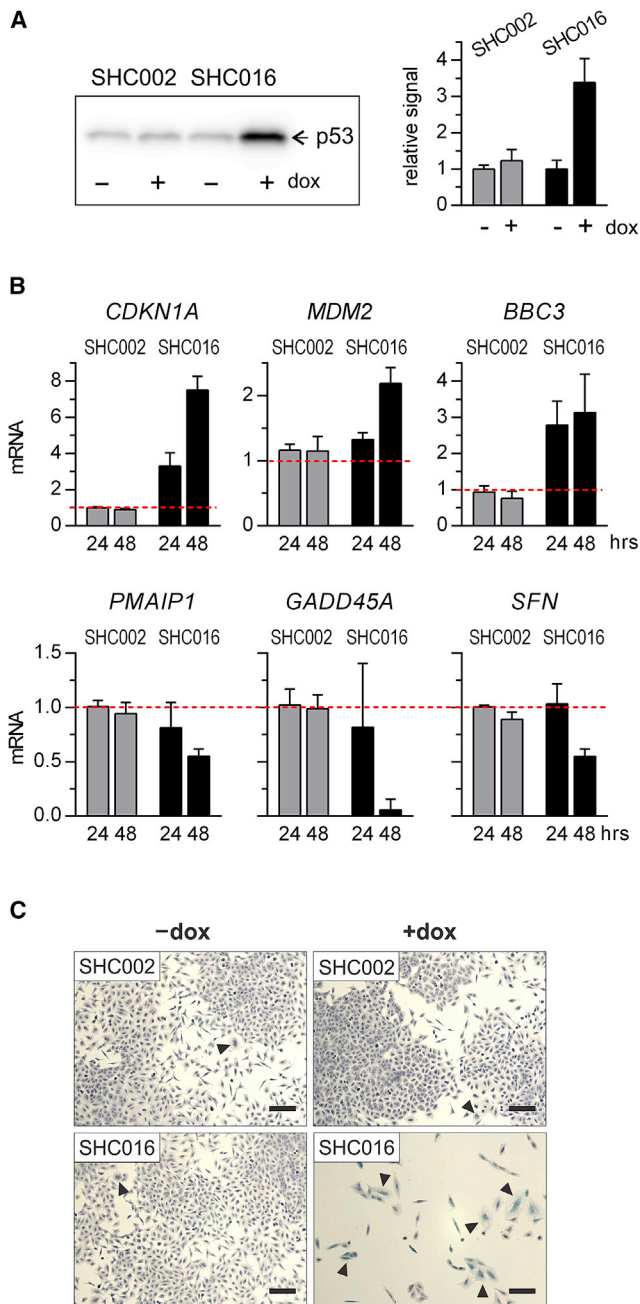 A
SHC002 SHC016
← p53
– + – + dox
SHC002 SHC016
relative signal
4
3
2
1
0
- + - + dox
B
CDKN1A MDM2 BBC3
SHC002 SHC016 SHC002 SHC016 SHC002 SHC016
mRNA
8
6
4
2
0
2
1
0
4
3
2
1
0
24 48 24 48 24 48 24 48 24 48 24 48 hrs
PMAIP1 GADD45A SFN
SHC002 SHC016 SHC002 SHC016 SHC002 SHC016
mRNA
1.5
1.0
0.5
0.0
24 48 24 48 24 48 24 48 24 48 24 48 hrs
C
–dox +dox
SHC002 SHC002
SHC016 SHC016